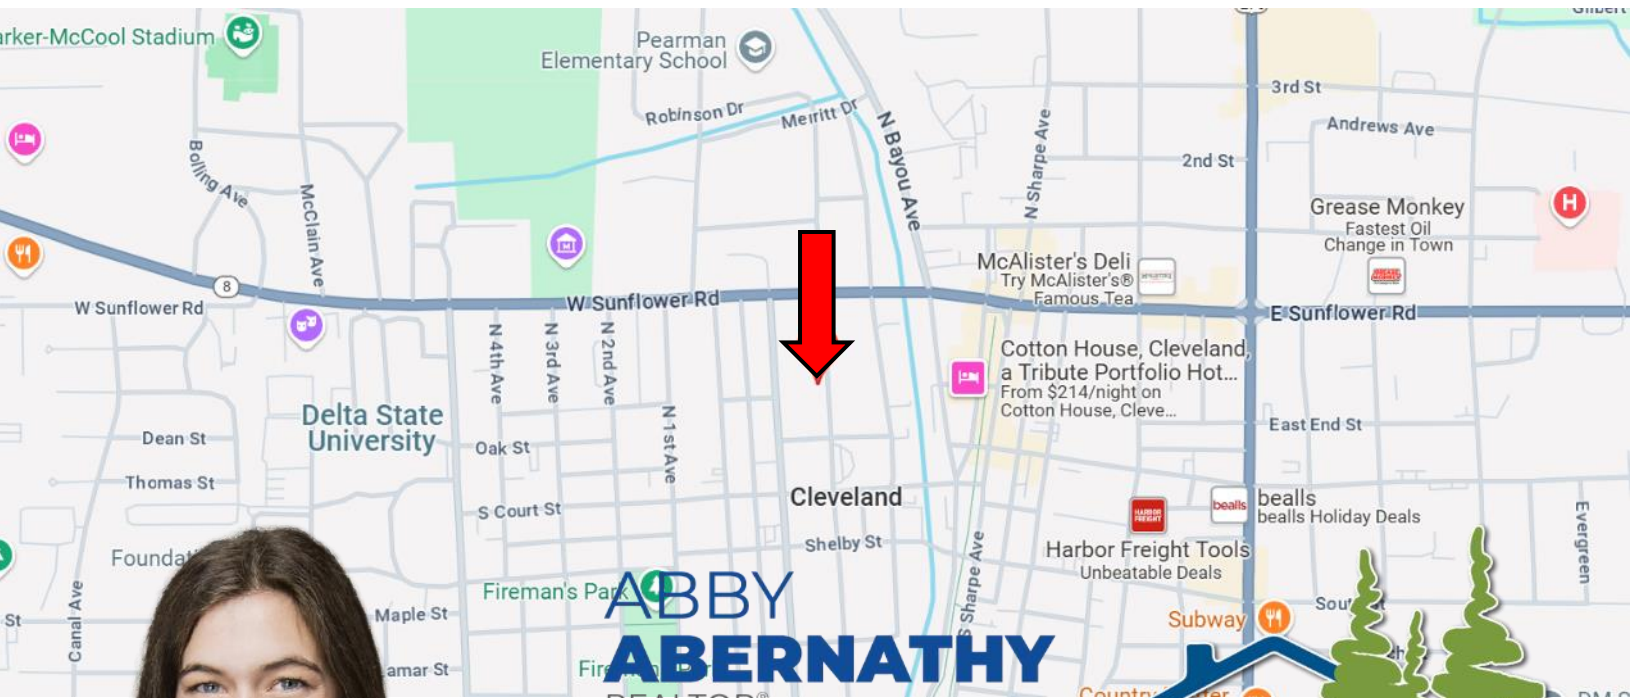 Parker-McCool Stadium
Pearman
Elementary School
Robinson Dr
Merritt Dr
N Bayou Ave
N Sharpe Ave
3rd St
Andrews Ave
2nd St
Bolling Ave
McClain Ave
Grease Monkey
Fastest Oil
Change in Town
H
McAlister's Deli
Try McAlister's®
Famous Tea
8
W Sunflower Rd
W Sunflower Rd
E Sunflower Rd
N 4th Ave
N 3rd Ave
N 2nd Ave
N 1st Ave
Cotton House, Cleveland,
a Tribute Portfolio Hot...
From $214/night on
Cotton House, Cleve...
Delta State
University
Dean St
Oak St
East End St
Thomas St
S Court St
Cleveland
HARBOR
FREIGHT
bealls
bealls
bealls Holiday Deals
Evergreen
Shelby St
Harbor Freight Tools
Unbeatable Deals
S Sharpe Ave
Canal Ave
Fireman's Park
Maple St
St
Subway
ABBY
ABERNATHY
REALTOR®